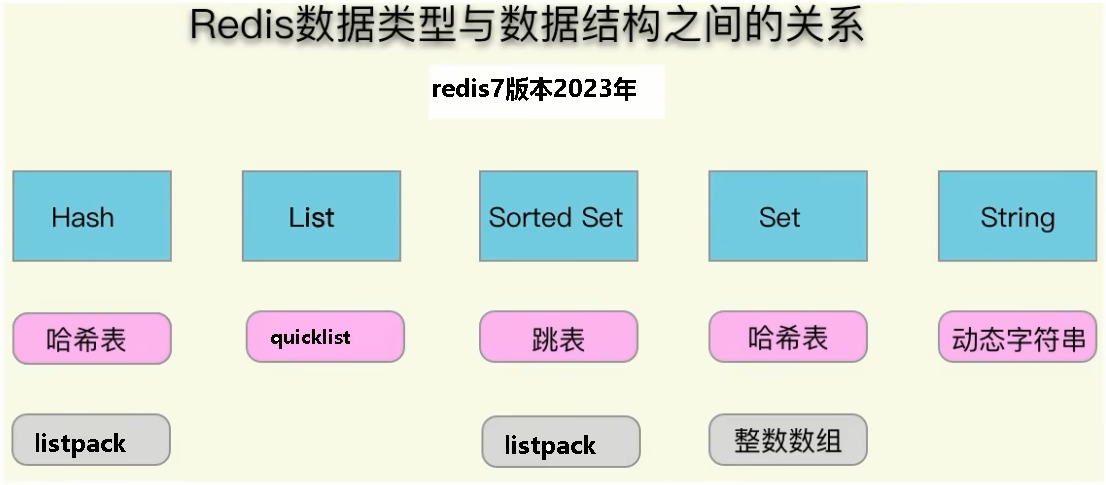 Redis数据类型与数据结构之间的关系
redis7版本2023年
Hash
List
Sorted Set
Set
String
哈希表
quicklist
跳表
哈希表
动态字符串
listpack
listpack
整数数组